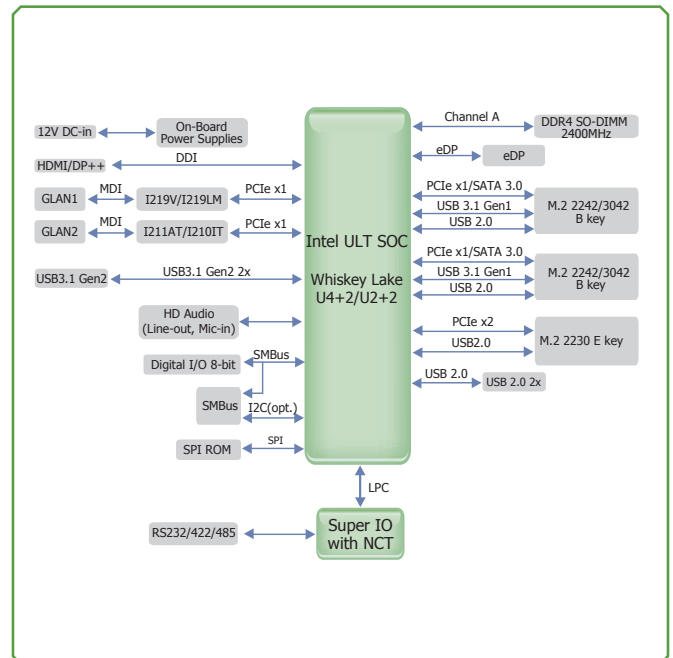 12V DC-in
On-Board
Power Supplies
HDMI/DP++
DDI
GLAN1
MDI
I219V/I219LM
PCIe x1
GLAN2
MDI
I211AT/I210IT
PCIe x1
USB3.1 Gen2
USB3.1 Gen2 2x
HD Audio
(Line-out, Mic-in)
Digital I/O 8-bit
SMBus
SMBus
I2C(opt.)
SPI ROM
SPI
Intel ULT SOC
Whiskey Lake
U4+2/U2+2
Channel A
DDR4 SO-DIMM
2400MHz
eDP
eDP
PCIe x1/SATA 3.0
USB 3.1 Gen1
USB 2.0
M.2 2242/3042
B key
PCIe x1/SATA 3.0
USB 3.1 Gen1
USB 2.0
M.2 2242/3042
B key
PCIe x2
USB2.0
M.2 2230 E key
USB 2.0
USB 2.0 2x
LPC
RS232/422/485
Super IO
with NCT